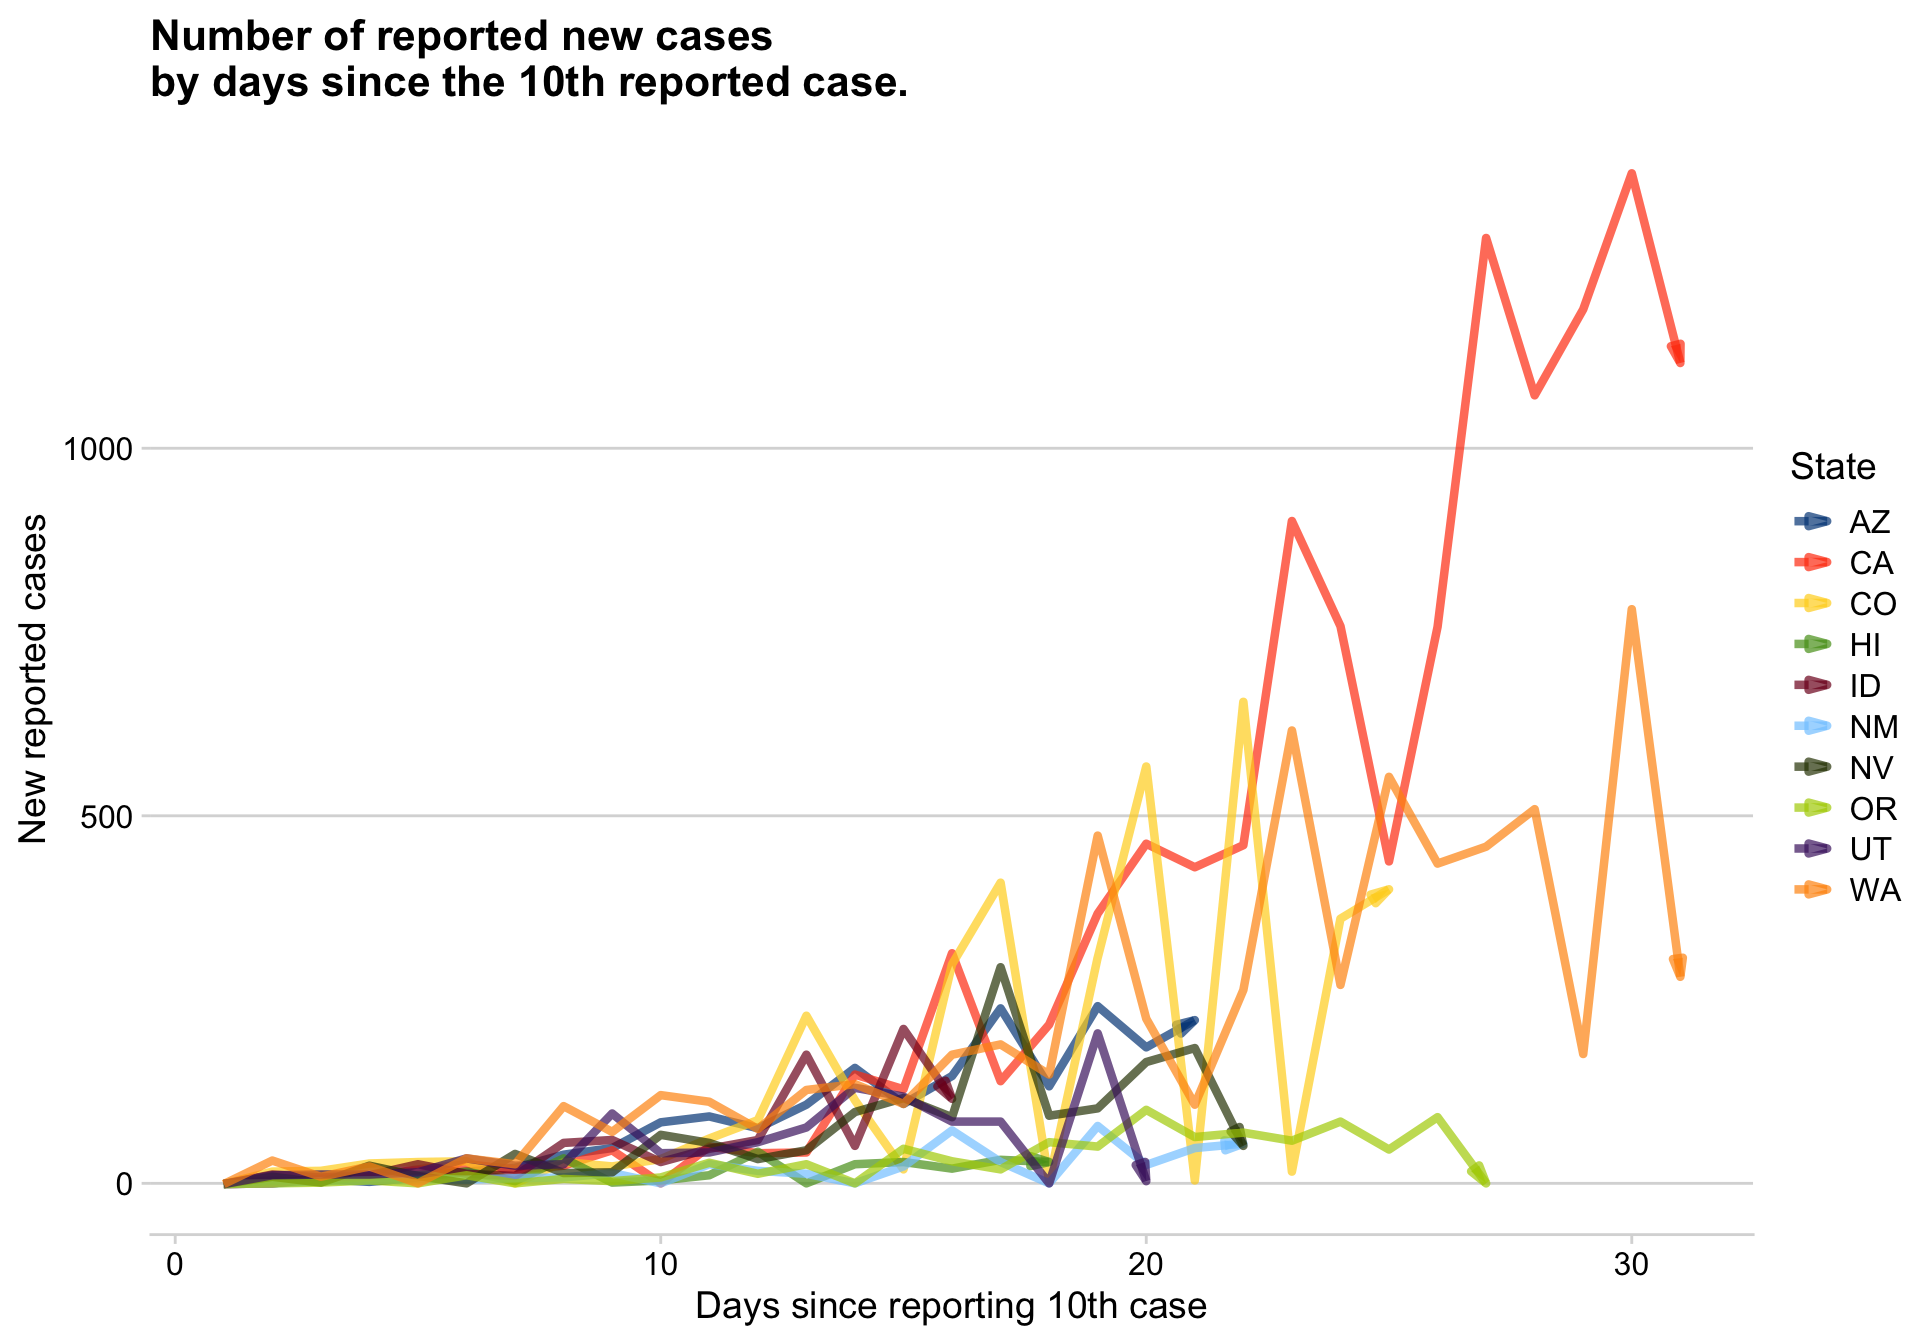 Number of reported new cases
by days since the 10th reported case.
1000
500
0
New reported cases
0 10 20 30
Days since reporting 10th case
State
AZ
CA
CO
HI
ID
NM
NV
OR
UT
WA